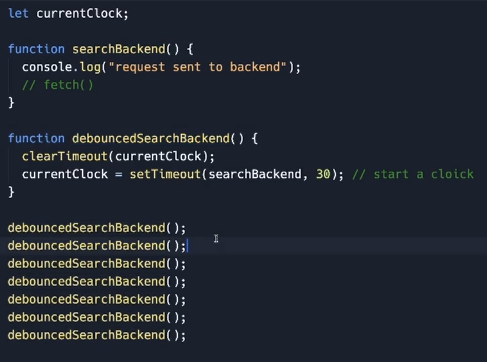 let currentClock;
function searchBackend() {
console.log("request sent to backend");
// fetch()
}
function debouncedSearchBackend() {
clearTimeout(currentClock);
currentClock = setTimeout(searchBackend, 30); // start a cloick
}
debouncedSearchBackend();
debouncedSearchBackend();
debouncedSearchBackend();
debouncedSearchBackend();
debouncedSearchBackend();
debouncedSearchBackend();
debouncedSearchBackend();